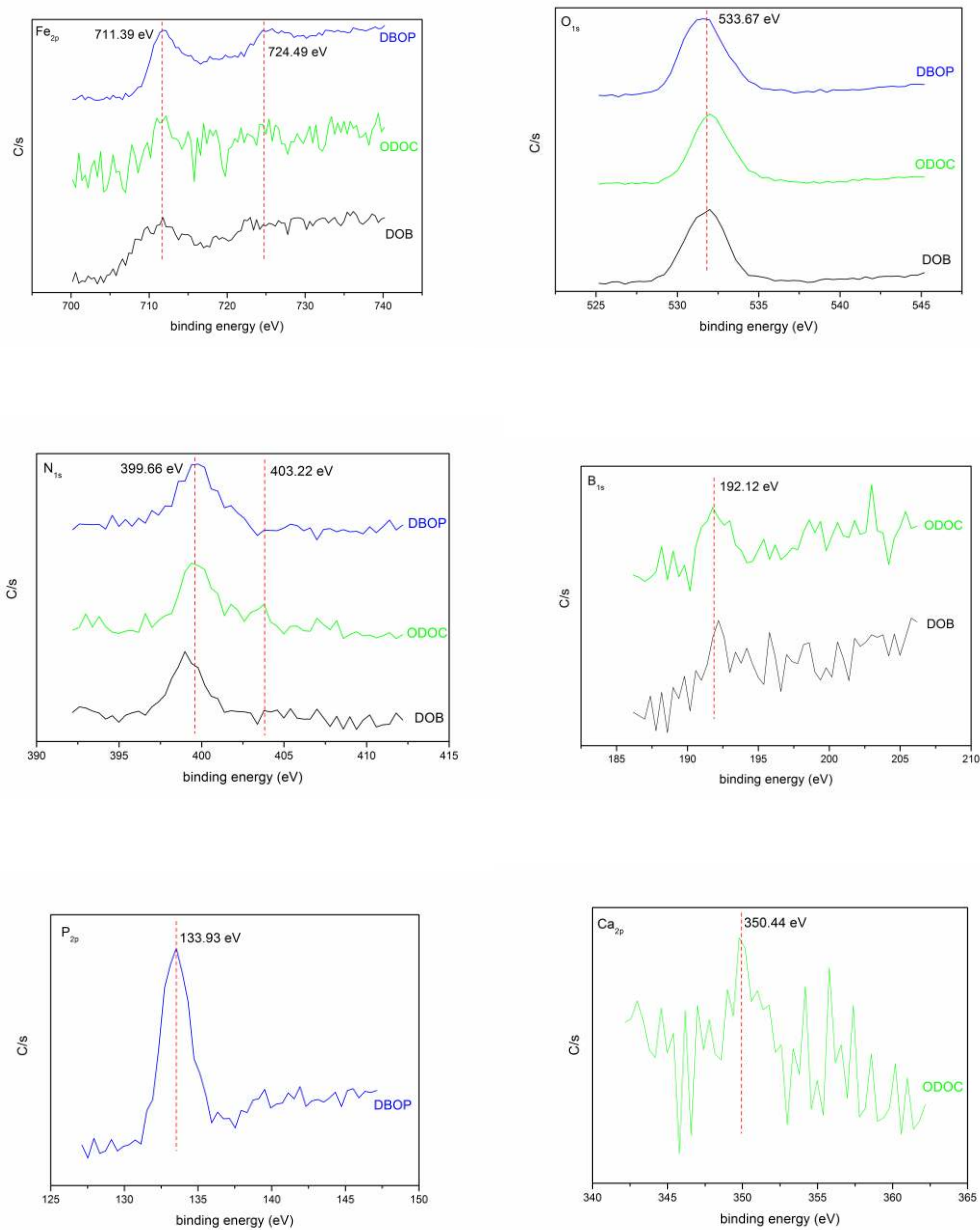 Fe2p
711.39 eV
724.49 eV
DBOP
ODOC
DOB
C/s
700 710 720 730 740
binding energy (eV)
O1s
533.67 eV
DBOP
ODOC
DOB
C/s
525 530 535 540 545
binding energy (eV)
N1s
399.66 eV
403.22 eV
DBOP
ODOC
DOB
C/s
390 395 400 405 410 415
binding energy (eV)
B1s
192.12 eV
ODOC
DOB
C/s
185 190 195 200 205 210
binding energy (eV)
P2p
133.93 eV
DBOP
C/s
125 130 135 140 145 150
binding energy (eV)
Ca2p
350.44 eV
ODOC
C/s
340 345 350 355 360 365
binding energy (eV)